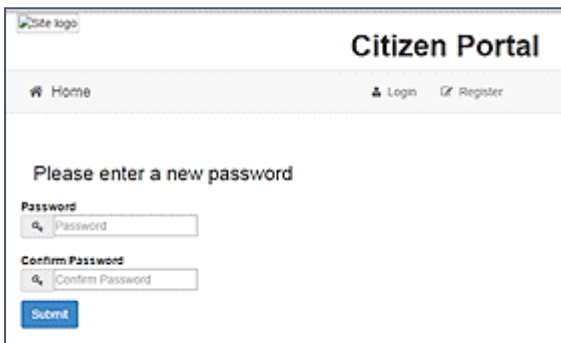 Site logo
Citizen Portal
Home Login Register
Please enter a new password
Password
Password
Confirm Password
Confirm Password
Submit